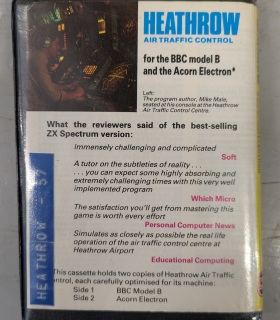 HEATHROW
AIR TRAFFIC CONTROL
for the BBC model B
and the Acorn Electron*
Left:
The program author, Mike Male,
seated at his console at the Heathrow
Air Traffic Control Centre.
What the reviewers said of the best-selling
ZX Spectrum version:
Immensely challenging and complicated
Soft
A tutor on the subtleties of reality . . .
. . . you can expect some highly absorbing and
extremely challenging times with this very well
implemented program
Which Micro
The satisfaction you'll get from mastering this
game is worth every effort
Personal Computer News
Simulates as closely as possible the real life
operation of the air traffic control centre at
Heathrow Airport
Educational Computing
This cassette holds two copies of Heathrow Air Traffic
Control, each carefully optimised for its machine:
Side 1 BBC Model B
Side 2 Acorn Electron
HEATHROW - 57